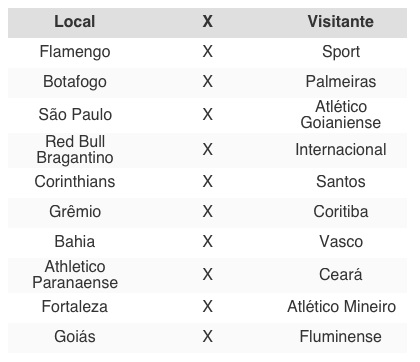 Local X Visitante
Flamengo X Sport
Botafogo X Palmeiras
São Paulo X Atlético
Goianiense
Red Bull
Bragantino X Internacional
Corinthians X Santos
Grêmio X Coritiba
Bahia X Vasco
Athletico
Paranaense X Ceará
Fortaleza X Atlético Mineiro
Goiás X Fluminense